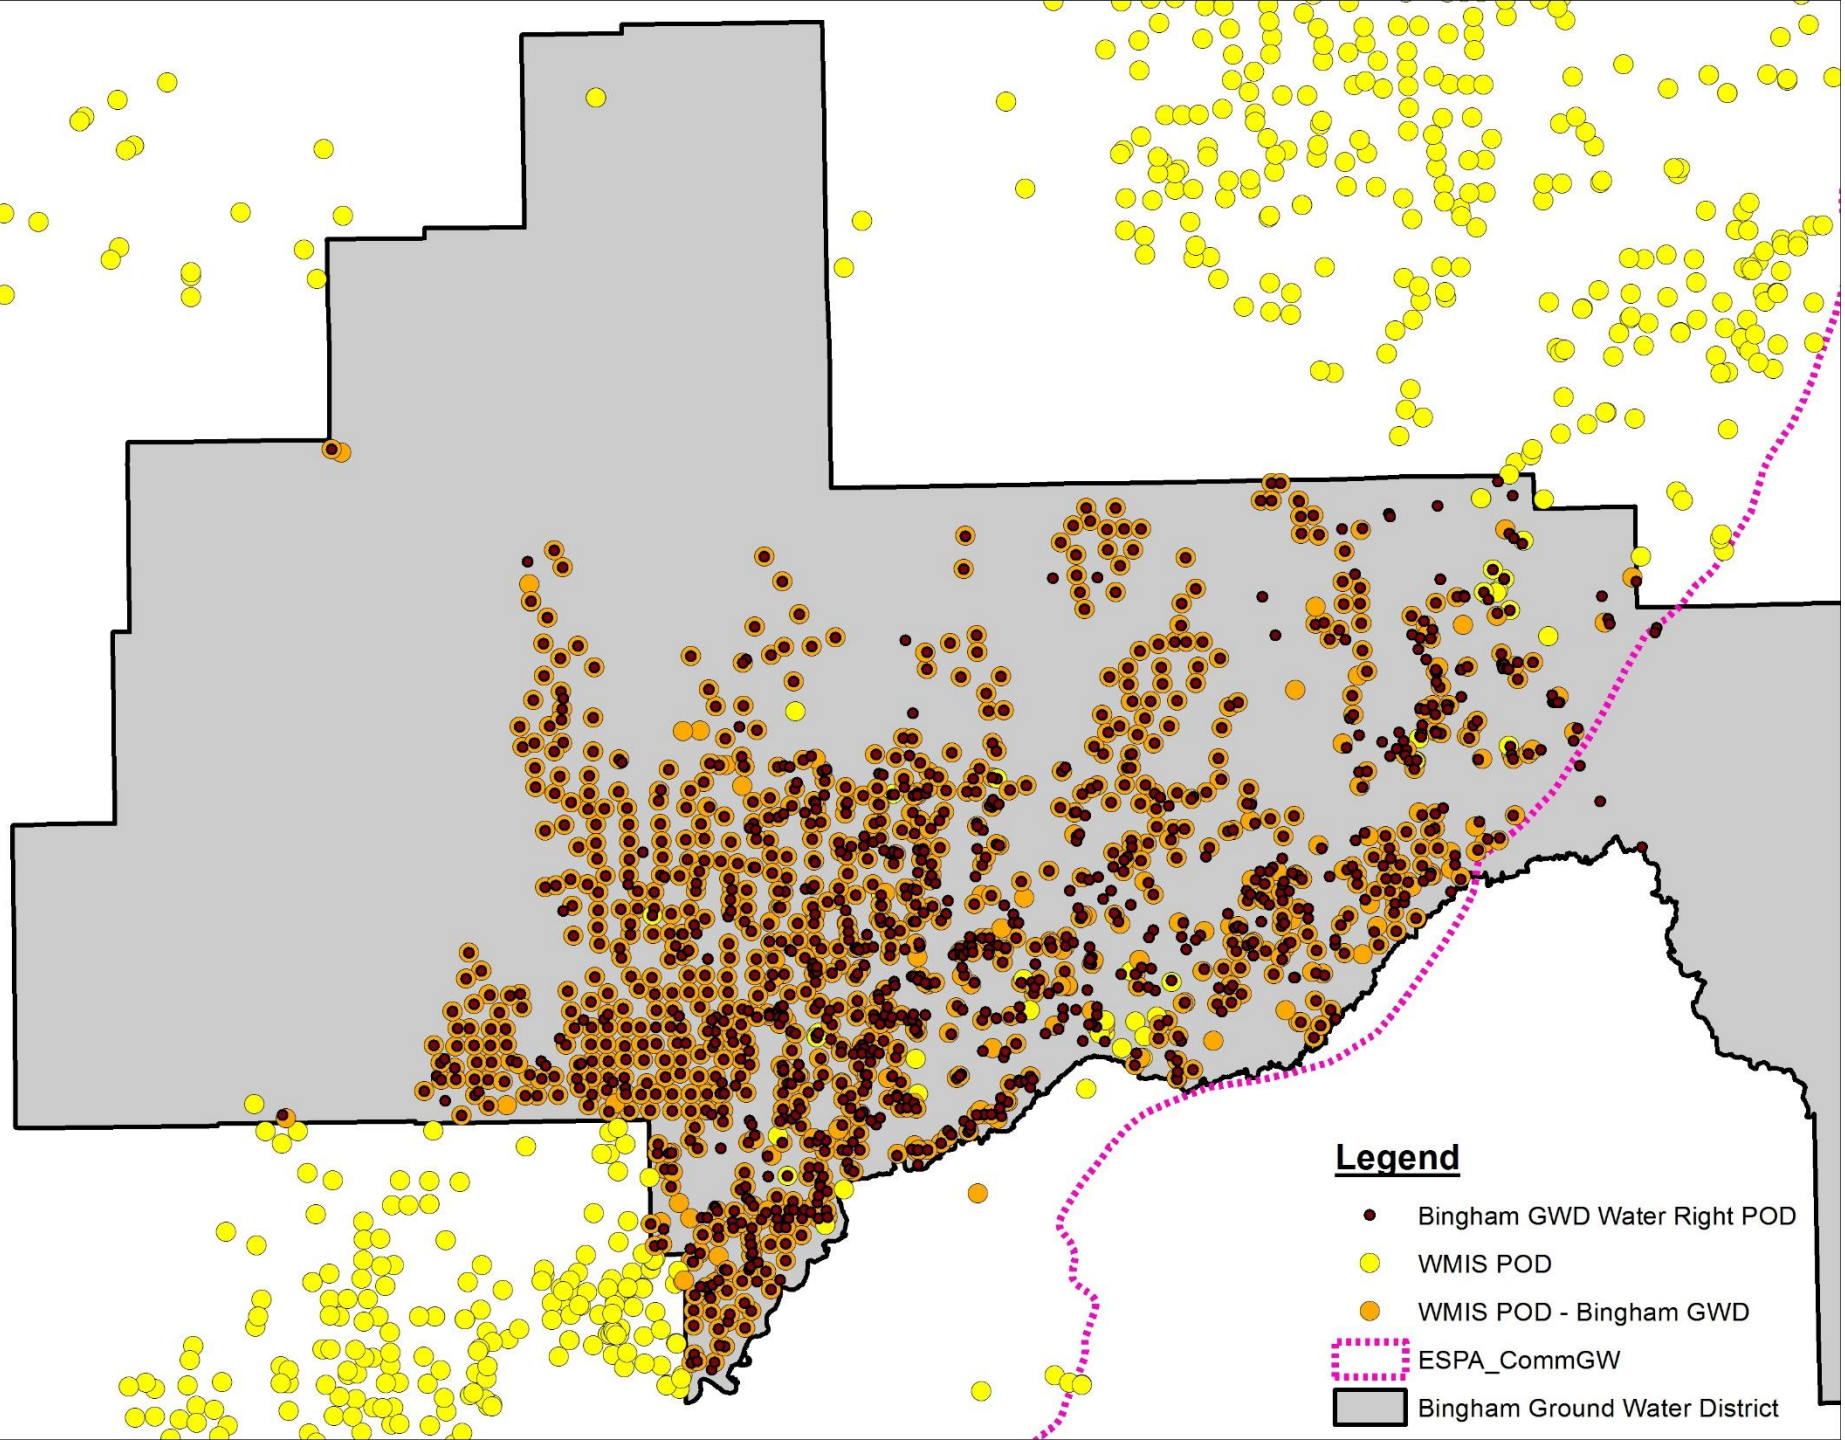 Legend
Bingham GWD Water Right POD
WMIS POD
WMIS POD - Bingham GWD
ESPA_CommGW
Bingham Ground Water District